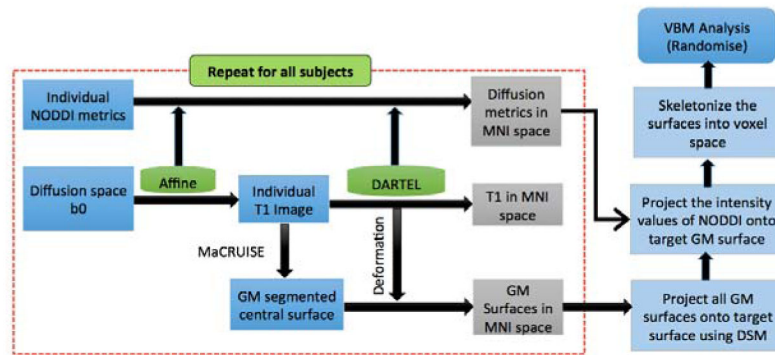 Repeat for all subjects
Individual
NODDI metrics
Diffusion
metrics in
MNI space
Affine
DARTEL
Diffusion space
b0
Individual
T1 Image
T1 in MNI
space
MaCRUISE
Deformation
GM segmented
central surface
GM
Surfaces in
MNI space
VBM Analysis
(Randomise)
Skeletonize the
surfaces into voxel
space
Project the intensity
values of NODDI onto
target GM surface
Project all GM
surfaces onto target
surface using DSM